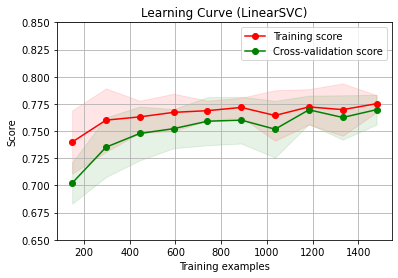 Learning Curve (LinearSVC)
Training score
Cross-validation score
0.850
0.825
0.800
0.775
0.750
0.725
0.700
0.675
0.650
Score
200 400 600 800 1000 1200 1400
Training examples